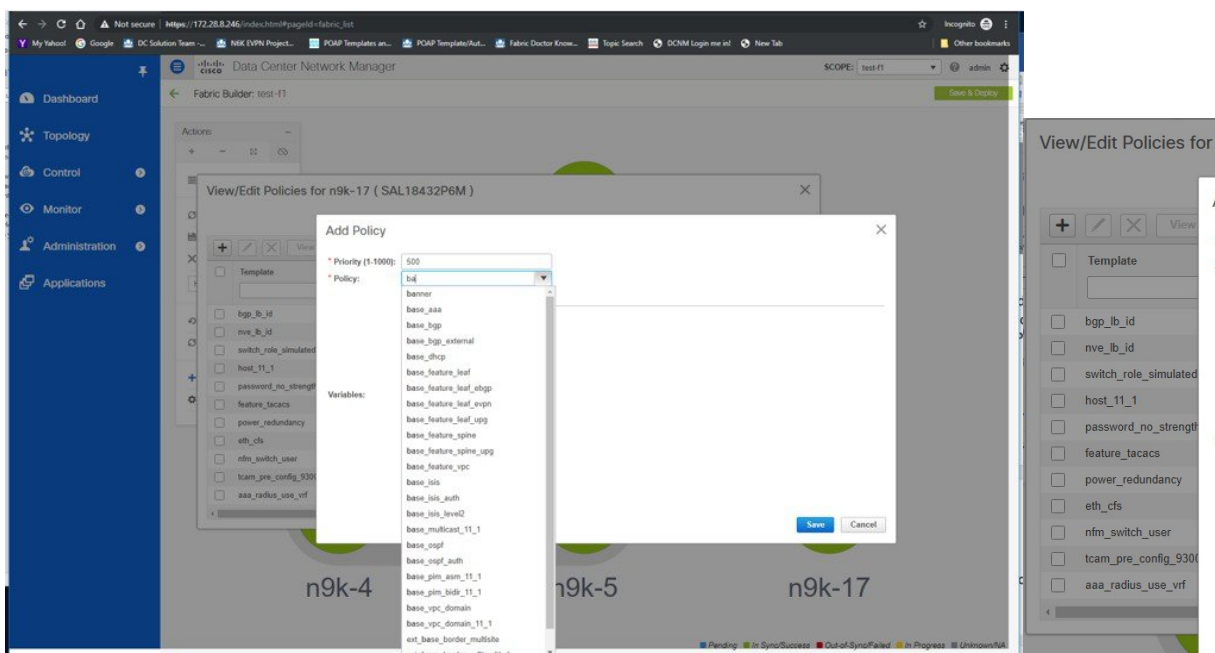 Not secure | https://172.28.8.246/index.html#pageId=fabric_list
Incognito
My Yahoo! Google DC Solution Team -... N6K EVPN Project... POAP Templates an... POAP Template/Aut... Fabric Doctor Know... Topic Search DCNM Login me in! New Tab Other bookmarks
cisco Data Center Network Manager SCOPE: test-f1 admin
Dashboard
Topology
Control
Monitor
Administration
Applications
Fabric Builder: test-f1 Save & Deploy
Actions
View/Edit Policies for n9k-17 ( SAL18432P6M )
View
Template
bgp_lb_id
nve_lb_id
switch_role_simulated
host_11_1
password_no_strength
feature_tacacs
power_redundancy
eth_cfs
nfm_switch_user
tcam_pre_config_9300
aaa_radius_use_vrf
Add Policy
* Priority (1-1000): 500
* Policy: ba
banner
base_aaa
base_bgp
base_bgp_external
base_dhcp
base_feature_leaf
base_feature_leaf_ebgp
base_feature_leaf_evpn
base_feature_leaf_upg
base_feature_spine
base_feature_spine_upg
base_feature_vpc
base_isis
base_isis_auth
base_isis_level2
base_multicast_11_1
base_ospf
base_ospf_auth
base_pim_asm_11_1
base_pim_bidir_11_1
base_vpc_domain
base_vpc_domain_11_1
ext_base_border_multisite
Variables:
Save Cancel
n9k-4 n9k-5 n9k-17
Pending In Sync/Success Out-of-Sync/Failed In Progress Unknown/NA
View/Edit Policies for
View
Template
bgp_lb_id
nve_lb_id
switch_role_simulated
host_11_1
password_no_strength
feature_tacacs
power_redundancy
eth_cfs
nfm_switch_user
tcam_pre_config_9300
aaa_radius_use_vrf